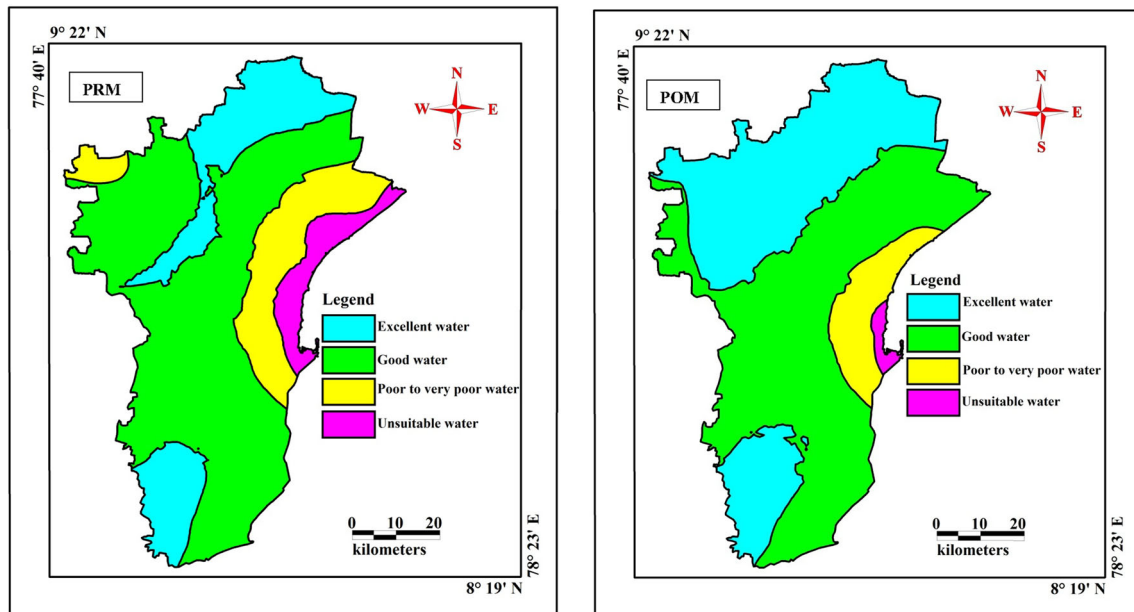 9° 22' N
77° 40' E
PRM
N
W E
S
Legend
Excellent water
Good water
Poor to very poor water
Unsuitable water
0 10 20
kilometers
78° 23' E
8° 19' N
9° 22' N
77° 40' E
POM
N
W E
S
Legend
Excellent water
Good water
Poor to very poor water
Unsuitable water
0 10 20
kilometers
78° 23' E
8° 19' N